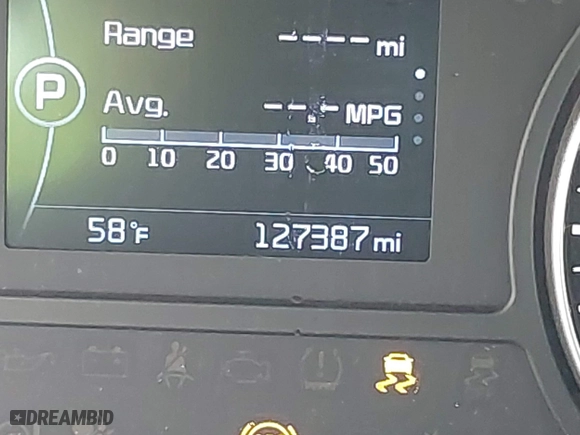 Range ---- mi
P
Avg. --.- MPG
0 10 20 30 40 50
58°F 127387 mi
DREAMBID